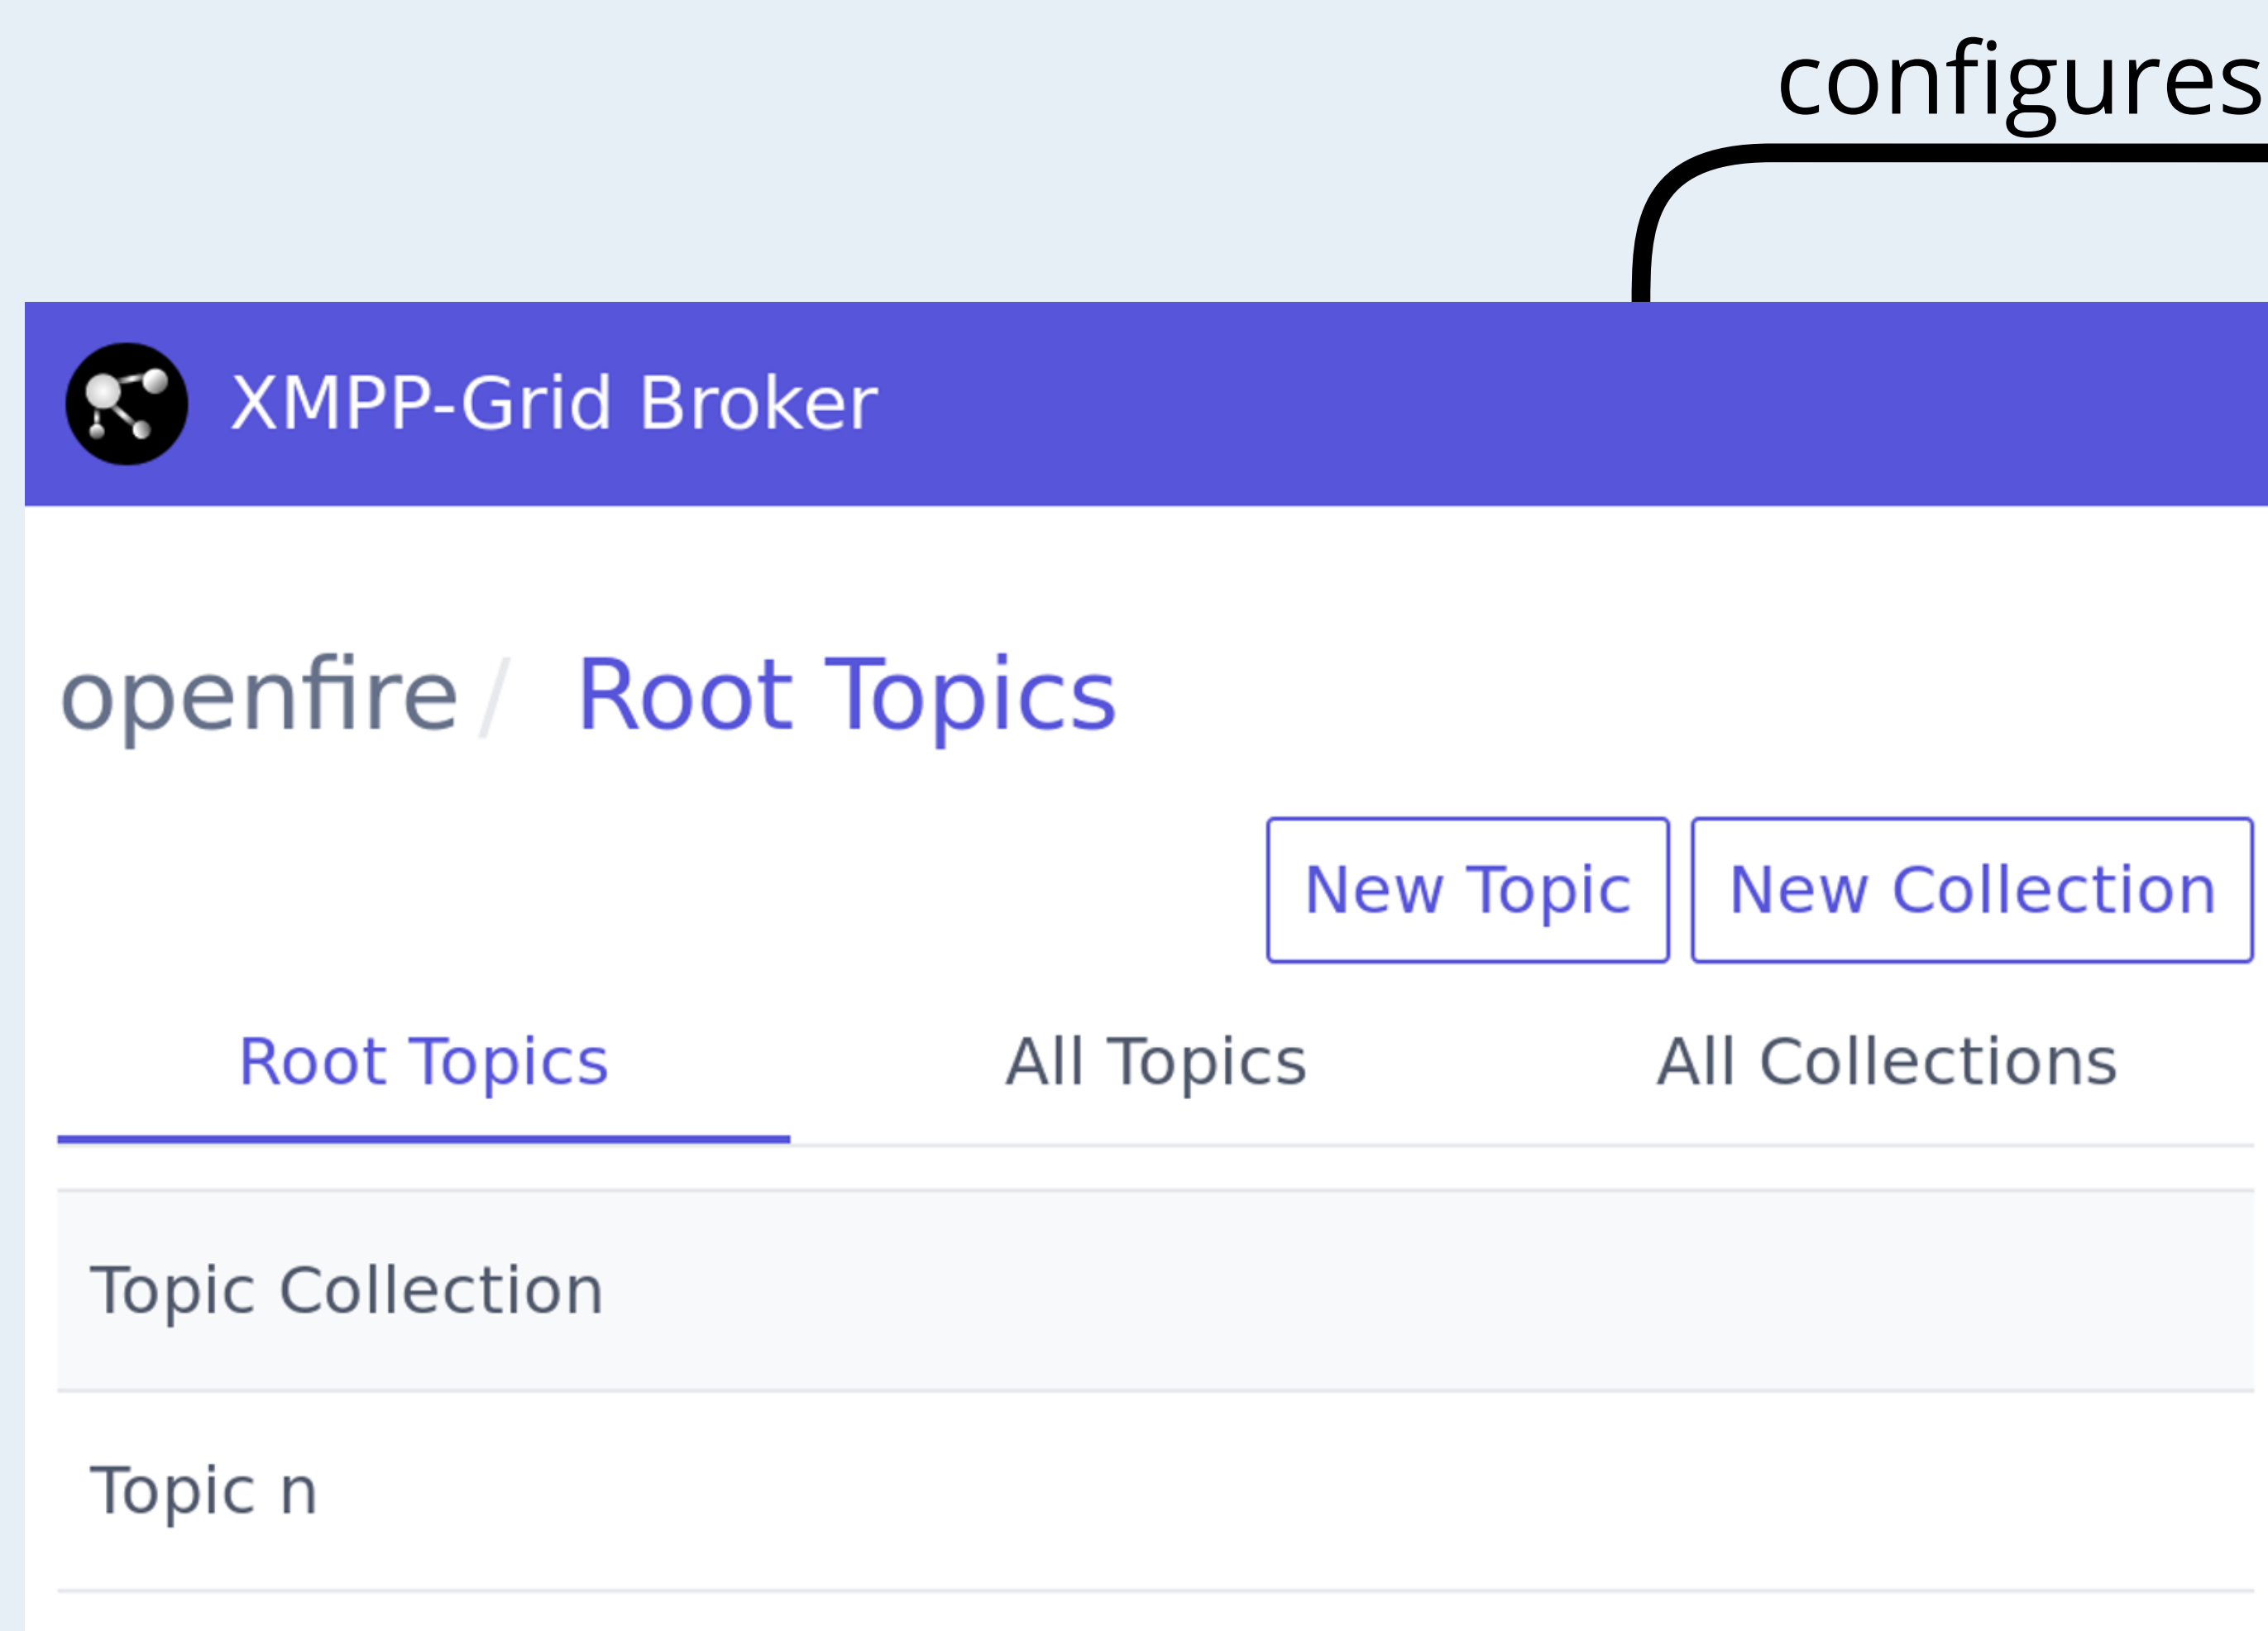 configures
XMPP-Grid Broker
openfire / Root Topics
New Topic New Collection
Root Topics All Topics All Collections
Topic Collection
Topic n